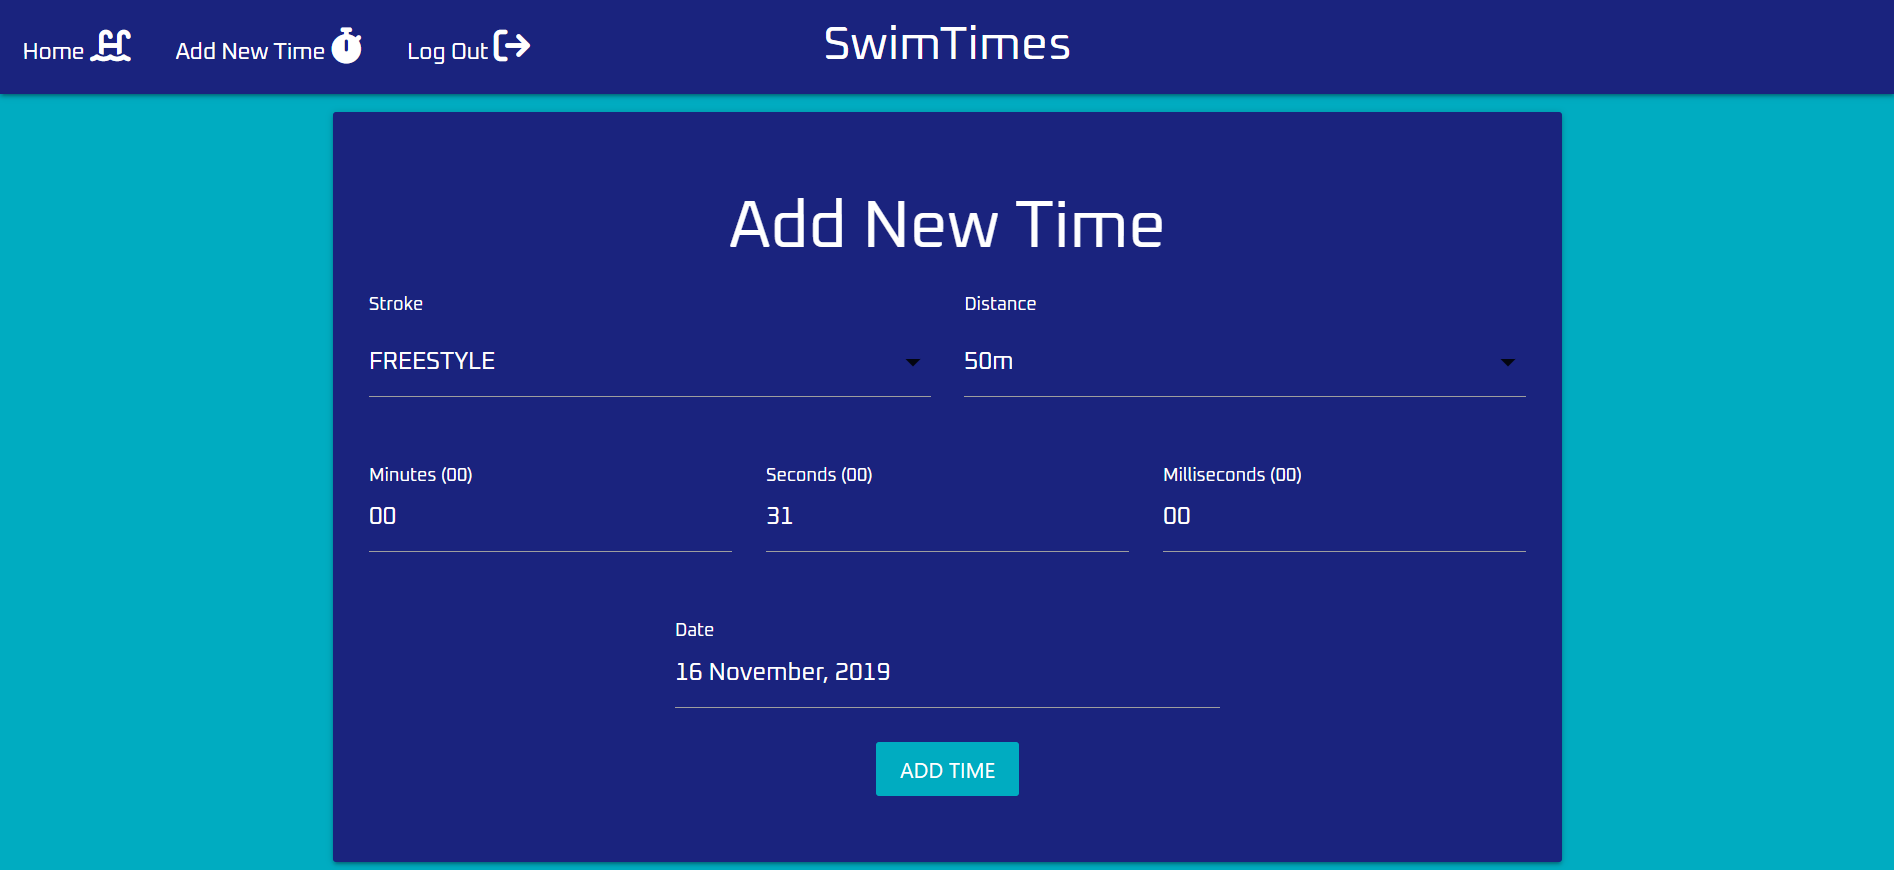 Home
Add New Time
Log Out
SwimTimes
Add New Time
Stroke
Distance
FREESTYLE
50m
Minutes (00)
Seconds (00)
Milliseconds (00)
00
31
00
Date
16 November, 2019
ADD TIME